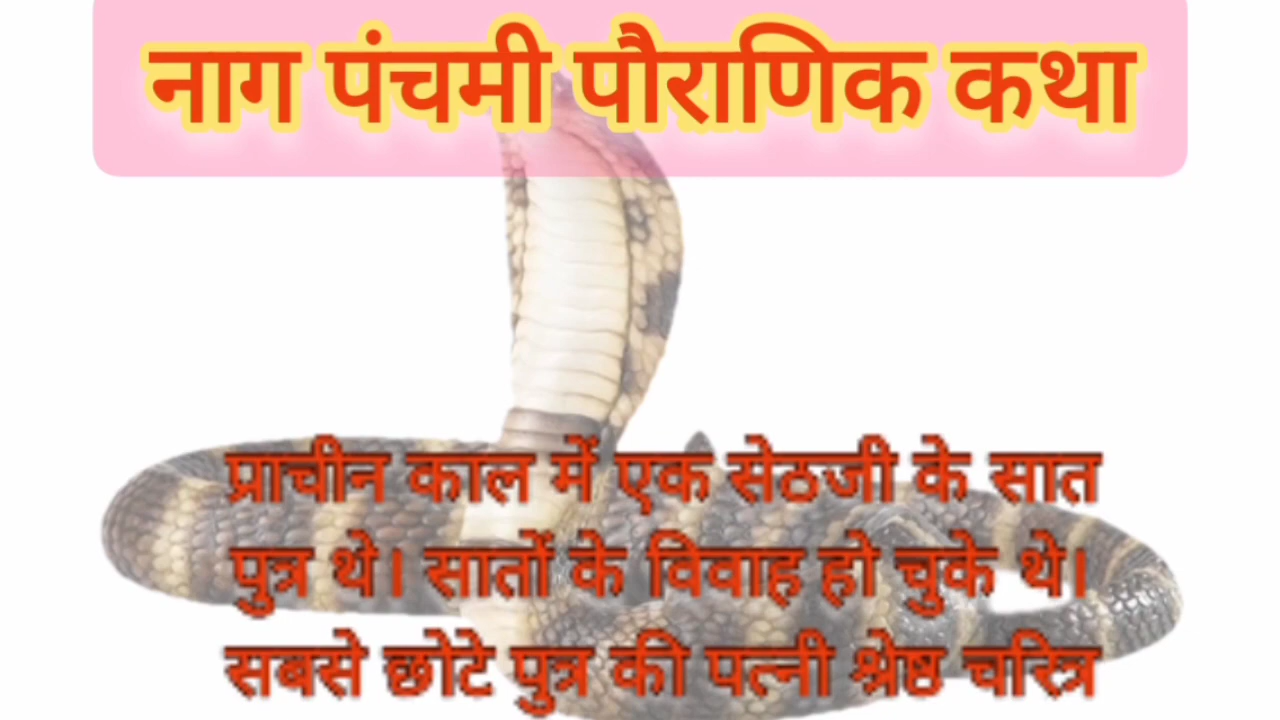 नाग पंचमी पौराणिक कथा
प्राचीन काल में एक सेठजी के सात
पुत्र थे। सातों के विवाह हो चुके थे।
सबसे छोटे पुत्र की पत्नी श्रेष्ठ चरित्र